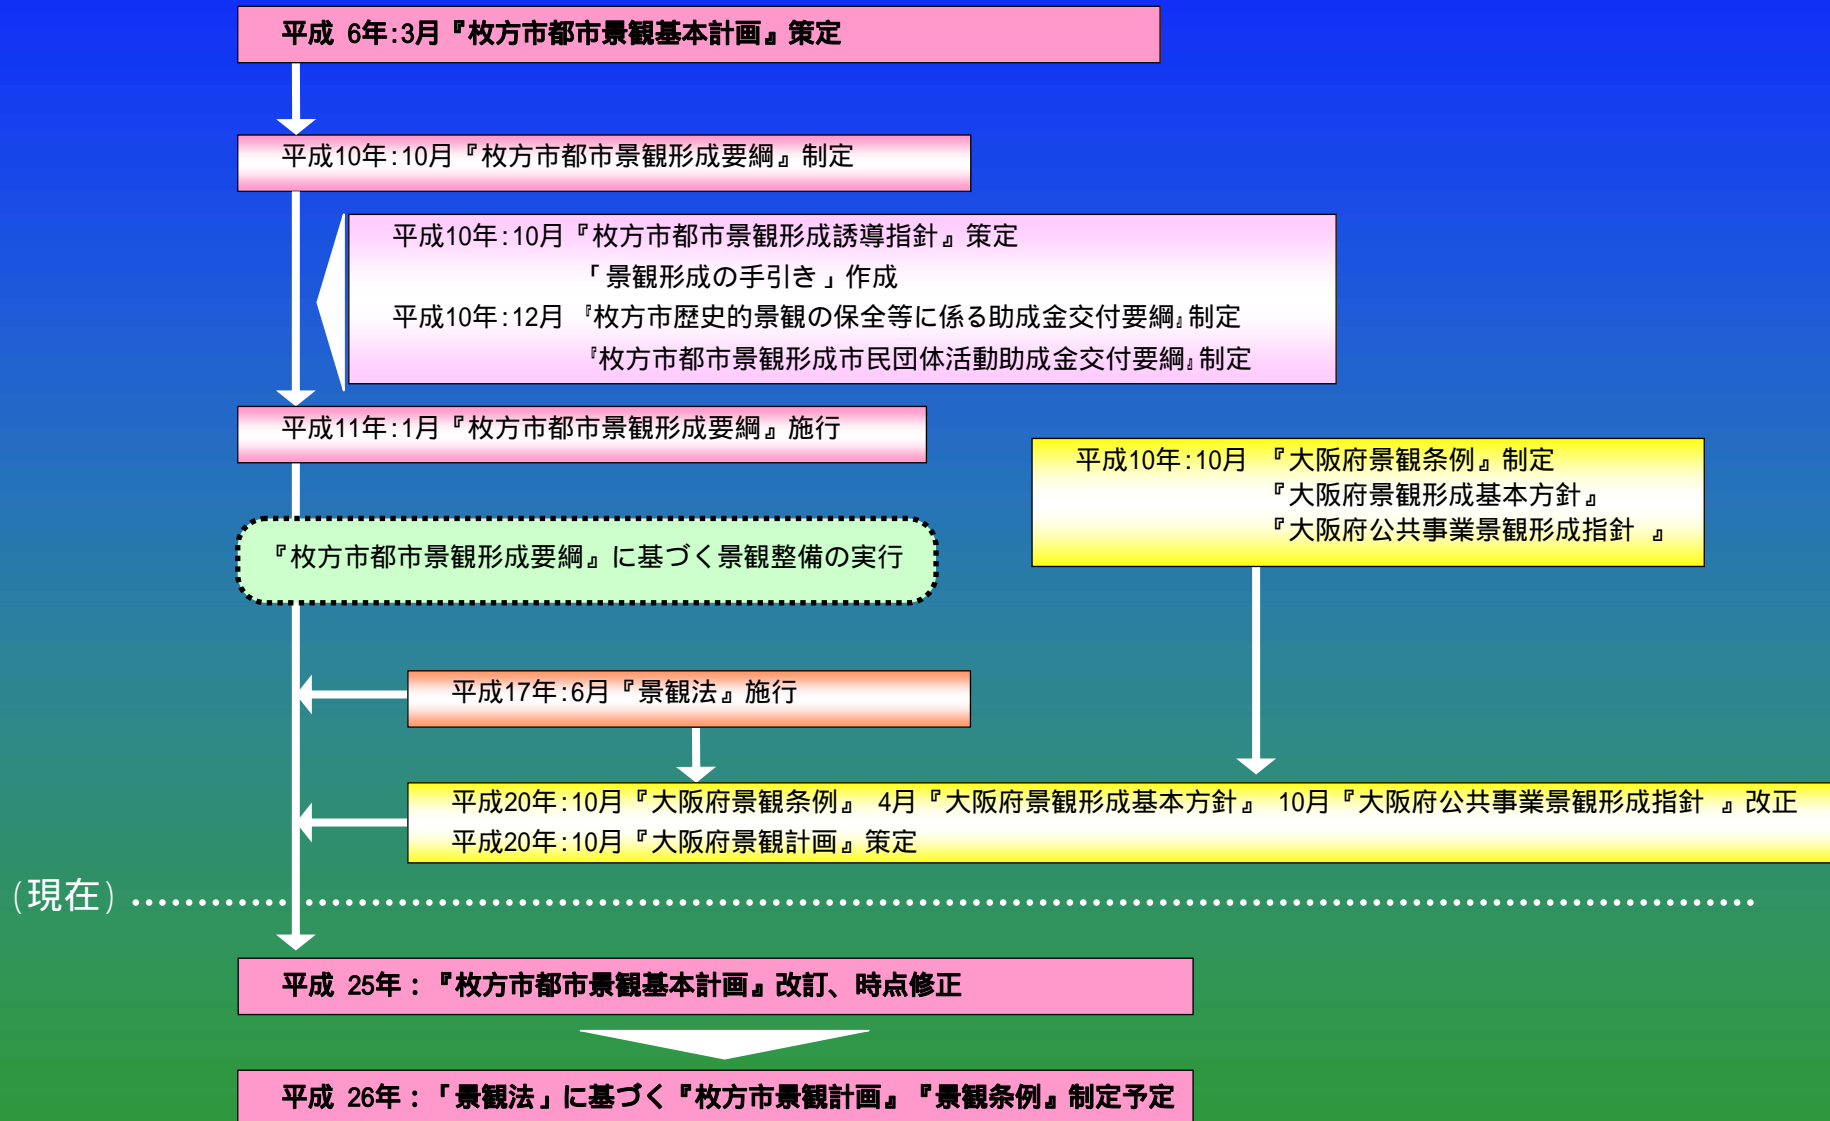 平成 6年:3月『枚方市都市景観基本計画』策定
平成10年:10月『枚方市都市景観形成要綱』制定
平成10年:10月『枚方市都市景観形成誘導指針』策定
「景観形成の手引き」作成
平成10年:12月 『枚方市歴史的景観の保全等に係る助成金交付要綱』制定
『枚方市都市景観形成市民団体活動助成金交付要綱』制定
平成11年:1月『枚方市都市景観形成要綱』施行
平成10年:10月 『大阪府景観条例』制定
『大阪府景観形成基本方針』
『大阪府公共事業景観形成指針 』
『枚方市都市景観形成要綱』に基づく景観整備の実行
平成17年:6月『景観法』施行
平成20年:10月『大阪府景観条例』 4月『大阪府景観形成基本方針』 10月『大阪府公共事業景観形成指針 』改正
平成20年:10月『大阪府景観計画』策定
(現在)
平成 25年：『枚方市都市景観基本計画』改訂、時点修正
平成 26年：「景観法」に基づく『枚方市景観計画』『景観条例』制定予定